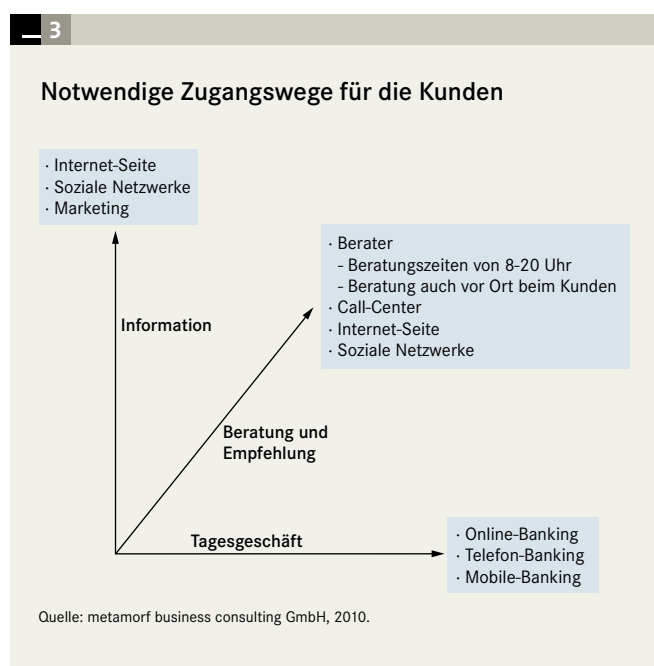 3
Notwendige Zugangswege für die Kunden
· Internet-Seite
· Soziale Netzwerke
· Marketing
· Berater
- Beratungszeiten von 8-20 Uhr
- Beratung auch vor Ort beim Kunden
· Call-Center
· Internet-Seite
· Soziale Netzwerke
Information
Beratung und
Empfehlung
Tagesgeschäft
· Online-Banking
· Telefon-Banking
· Mobile-Banking
Quelle: metamorf business consulting GmbH, 2010.